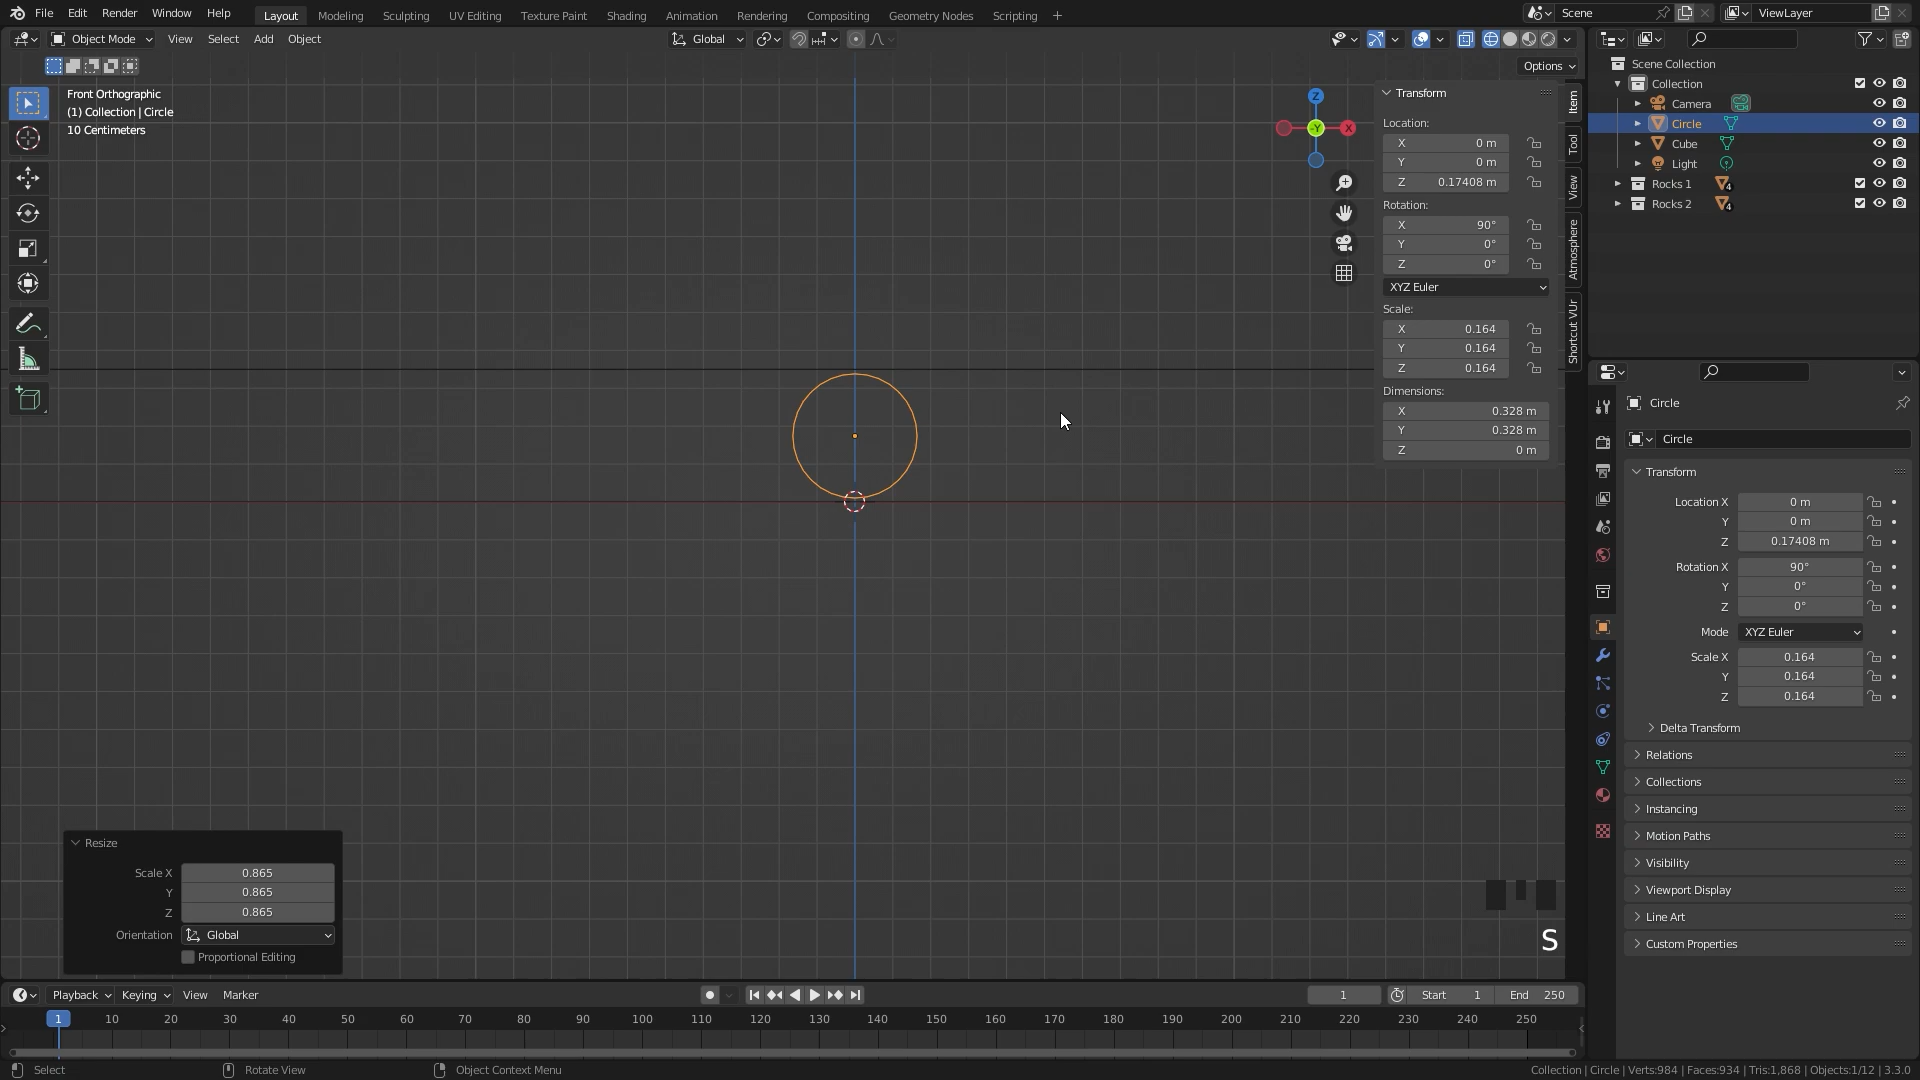 File Edit Render Window Help Layout Modeling Sculpting UV Editing Texture Paint Shading Animation Rendering Compositing Geometry Nodes Scripting + Scene ViewLayer
Object Mode View Select Add Object Global
Options
Front Orthographic
(1) Collection | Circle
10 Centimeters
Z
-Y
X
Transform
Location:
X 0 m
Y 0 m
Z 0.17408 m
Rotation:
X 90°
Y 0°
Z 0°
XYZ Euler
Scale:
X 0.164
Y 0.164
Z 0.164
Dimensions:
X 0.328 m
Y 0.328 m
Z 0 m
Item
Tool
View
Atmosphere
Shortcut VUr
Scene Collection
Collection
Camera
Circle
Cube
Light
Rocks 1 4
Rocks 2 4
Circle
Circle
Transform
Location X 0 m
Y 0 m
Z 0.17408 m
Rotation X 90°
Y 0°
Z 0°
Mode XYZ Euler
Scale X 0.164
Y 0.164
Z 0.164
Delta Transform
Relations
Collections
Instancing
Motion Paths
Visibility
Viewport Display
Line Art
Custom Properties
Resize
Scale X 0.865
Y 0.865
Z 0.865
Orientation Global
Proportional Editing
S
Playback Keying View Marker 1 Start 1 End 250
1 10 20 30 40 50 60 70 80 90 100 110 120 130 140 150 160 170 180 190 200 210 220 230 240 250
Select Rotate View Object Context Menu Collection | Circle | Verts:984 | Faces:934 | Tris:1,868 | Objects:1/12 | 3.3.0